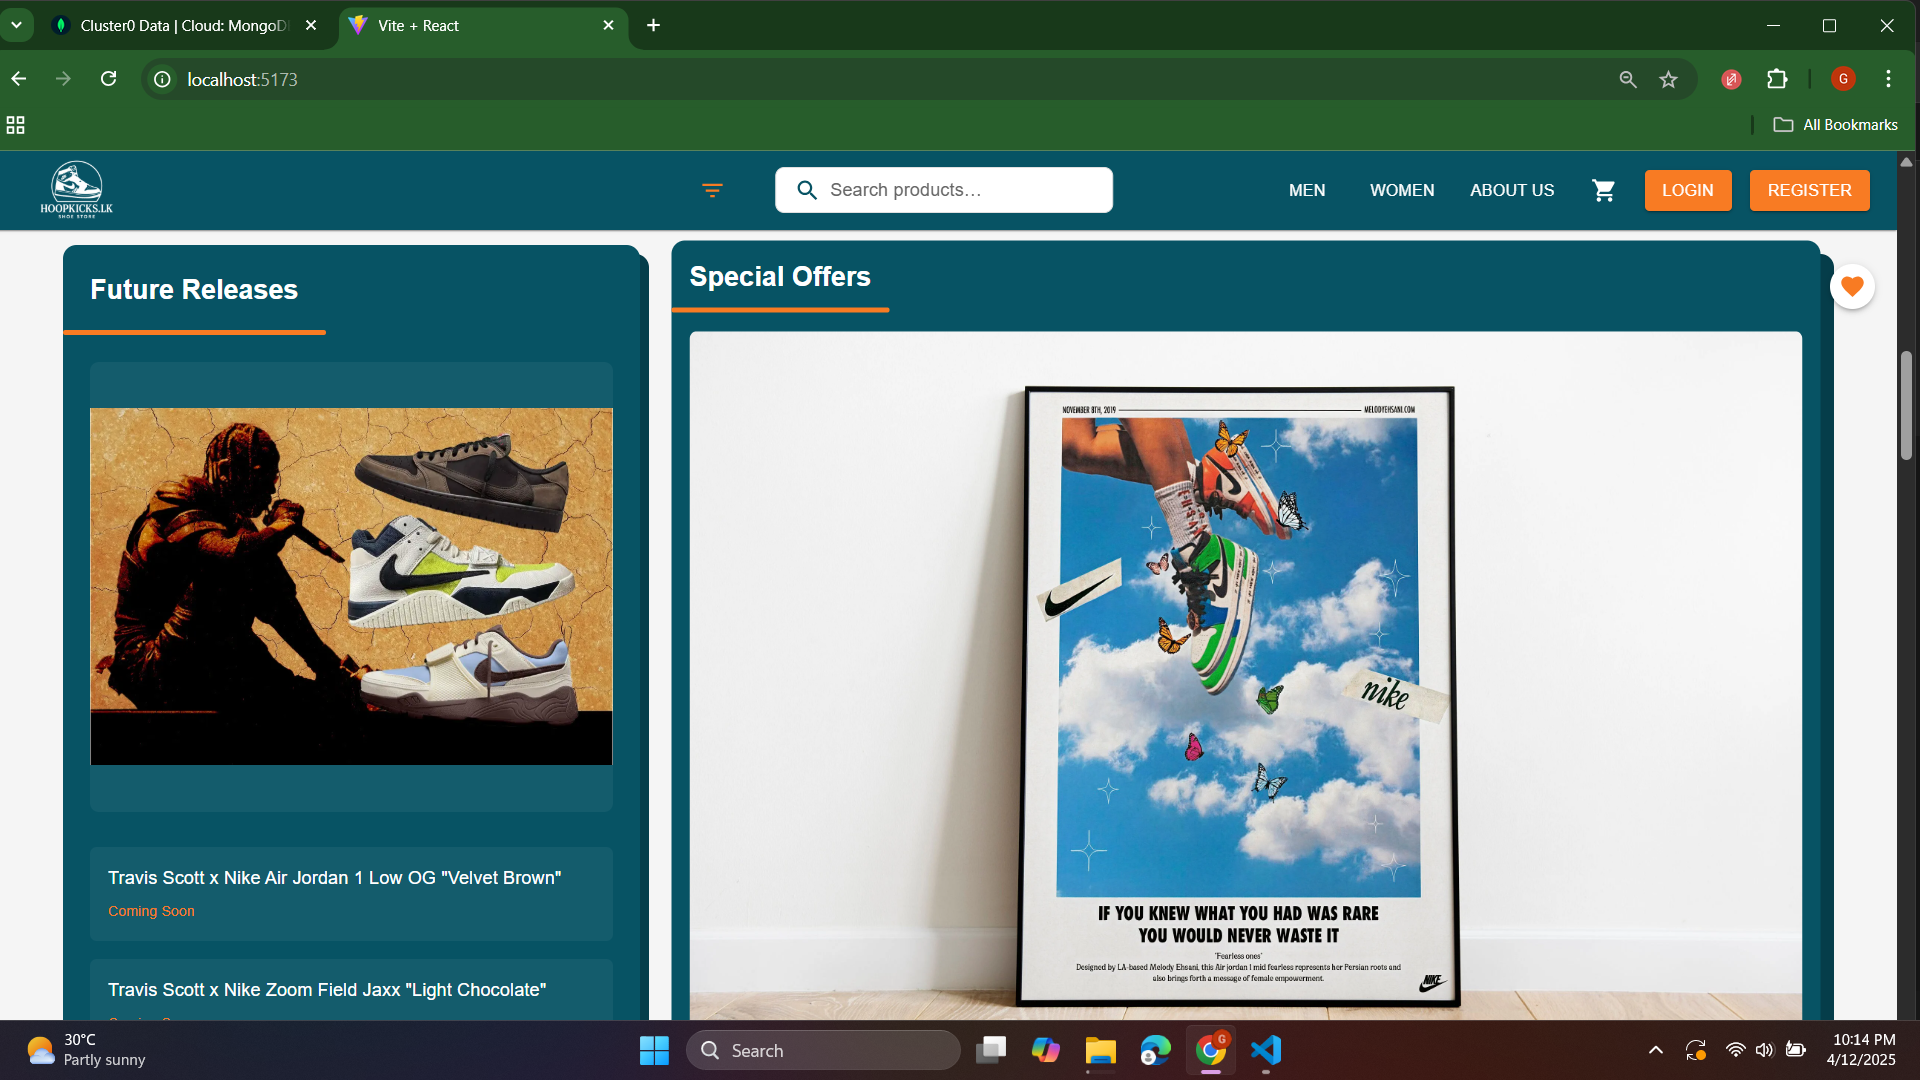 Cluster0 Data | Cloud: MongoD
Vite + React
localhost:5173
G
All Bookmarks
HOOPKICKS.LK
SHOE STORE
Search products…
MEN
WOMEN
ABOUT US
LOGIN
REGISTER
Future Releases
Travis Scott x Nike Air Jordan 1 Low OG "Velvet Brown"
Coming Soon
Travis Scott x Nike Zoom Field Jaxx "Light Chocolate"
Special Offers
NOVEMBER 8TH, 2019
MELODYEHSANI.COM
nike
IF YOU KNEW WHAT YOU HAD WAS RARE
YOU WOULD NEVER WASTE IT
'Fearless ones'
Designed by LA-based Melody Ehsani, this Air jordan 1 mid fearless represents her Persian roots and
also brings forth a message of female empowerment.
NIKE
30°C
Partly sunny
Search
G
10:14 PM
4/12/2025